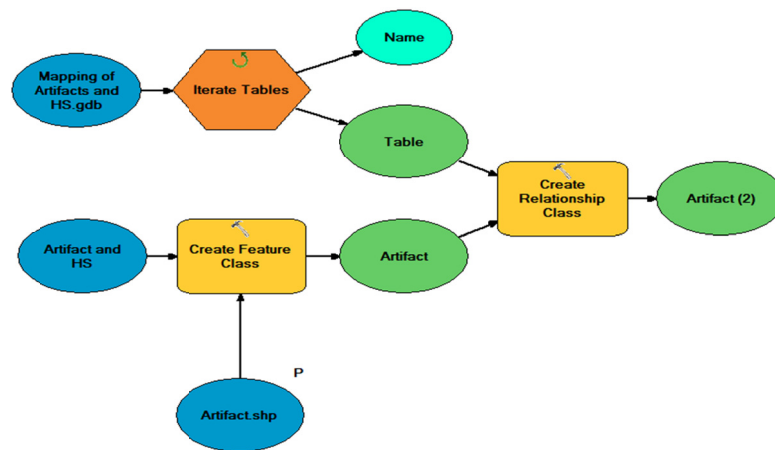 Name
Mapping of
Artifacts and
HS.gdb
Iterate Tables
Table
Create
Relationship
Class
Artifact (2)
Artifact and
HS
Create Feature
Class
Artifact
P
Artifact.shp